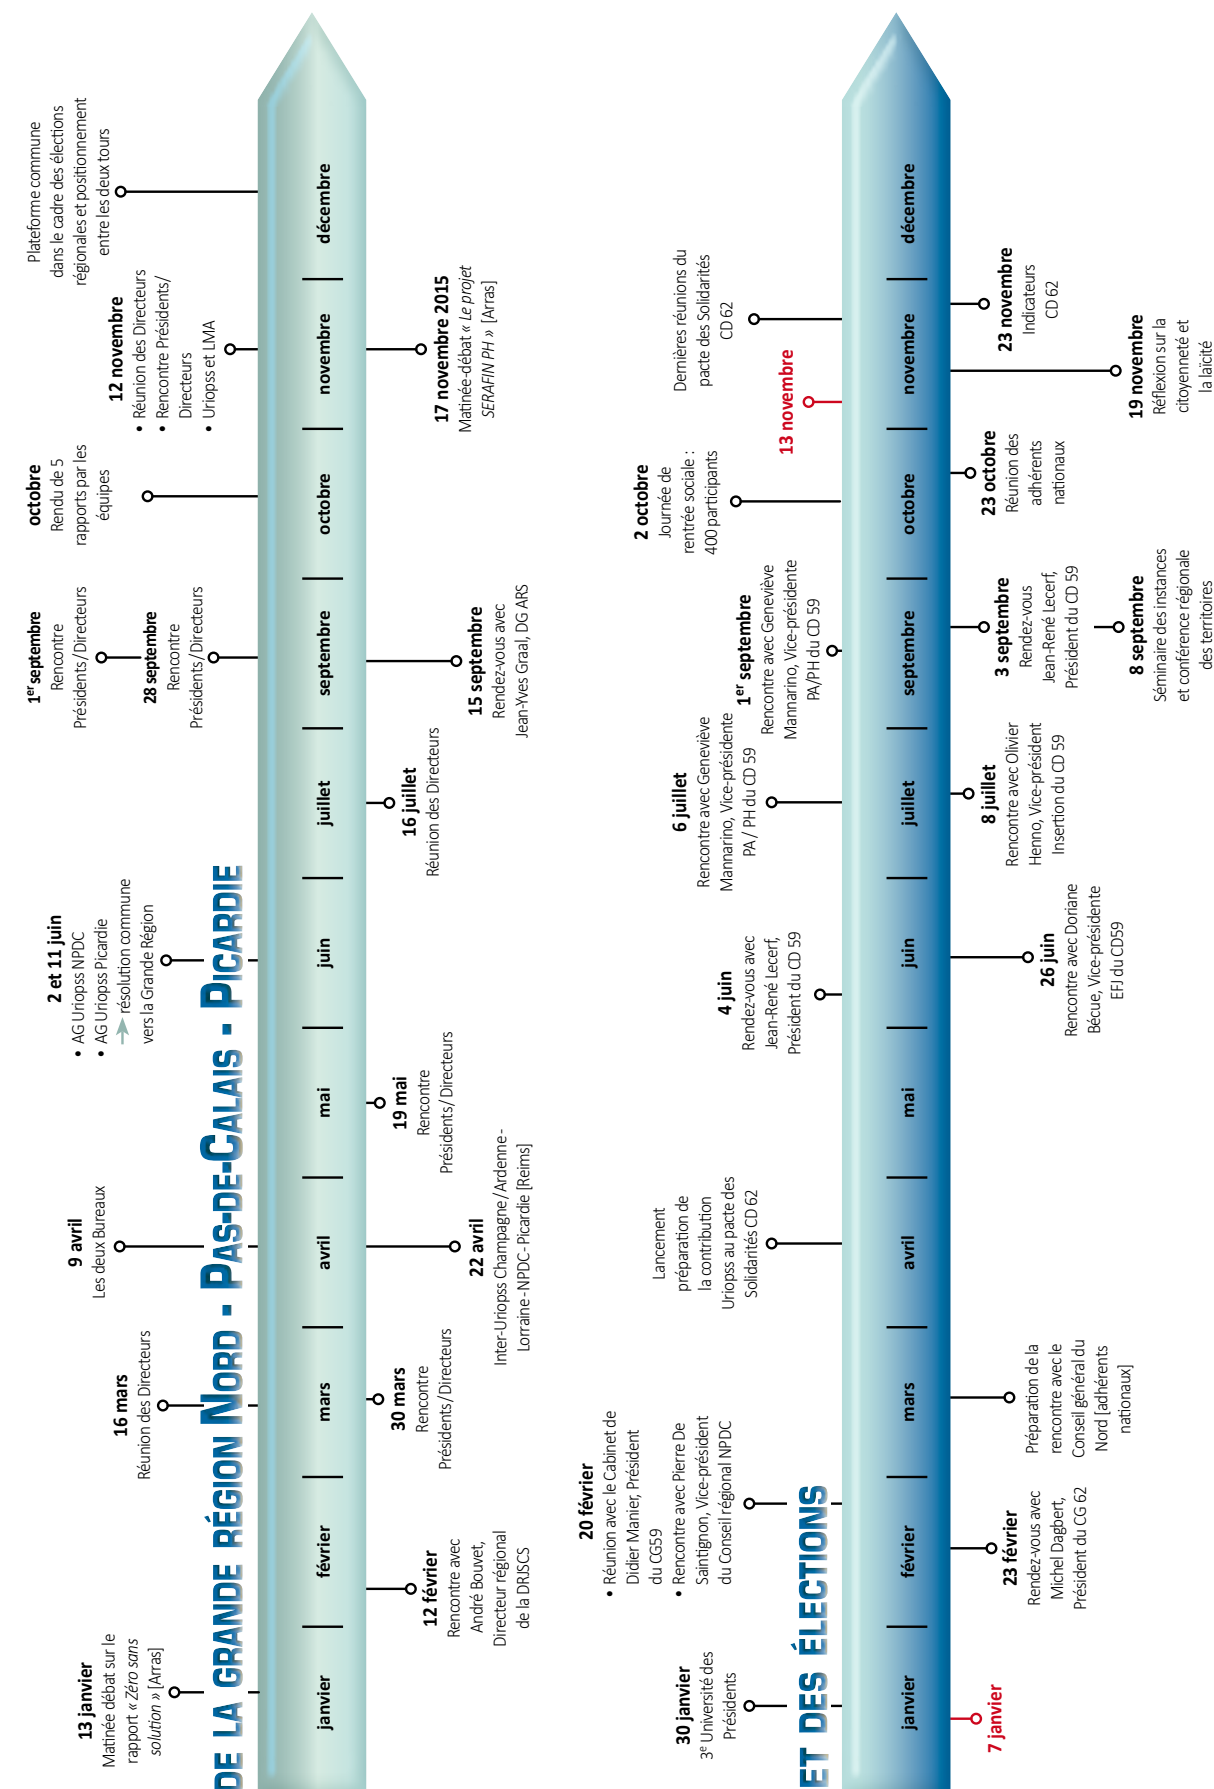 DE LA GRANDE RÉGION NORD - PAS-DE-CALAIS - PICARDIE
13 janvier
Matinée débat sur le
rapport « Zéro sans
solution » [Arras]
16 mars
Réunion des Directeurs
9 avril
Les deux Bureaux
2 et 11 juin
• AG Uriopss NPDC
• AG Uriopss Picardie
résolution commune
vers la Grande Région
1er septembre
Rencontre
Présidents/Directeurs
28 septembre
Rencontre
Présidents/Directeurs
octobre
Rendu de 5
rapports par les
équipes
12 novembre
• Réunion des Directeurs
• Rencontre Présidents/
Directeurs
• Uriopss et LMA
Plateforme commune
dans le cadre des élections
régionales et positionnement
entre les deux tours
janvier
février
mars
avril
mai
juin
juillet
septembre
octobre
novembre
décembre
12 février
Rencontre avec
André Bouvet,
Directeur régional
de la DRJSCS
30 mars
Rencontre
Présidents/Directeurs
22 avril
Inter-Uriopss Champagne/Ardenne-
Lorraine-NPDC-Picardie [Reims]
19 mai
Rencontre
Présidents/Directeurs
16 juillet
Réunion des Directeurs
15 septembre
Rendez-vous avec
Jean-Yves Graal, DG ARS
17 novembre 2015
Matinée-débat « Le projet
SERAFIN PH » [Arras]
ET DES ÉLECTIONS
30 janvier
3e Université des
Présidents
20 février
• Réunion avec le Cabinet de
Didier Manier, Président
du CG59
• Rencontre avec Pierre De
Saintignon, Vice-président
du Conseil régional NPDC
Lancement
préparation de
la contribution
Uriopss au pacte des
Solidarités CD 62
4 juin
Rendez-vous avec
Jean-René Lecerf,
Président du CD 59
6 juillet
Rencontre avec Geneviève
Mannarino, Vice-présidente
PA / PH du CD 59
1er septembre
Rencontre avec Geneviève
Mannarino, Vice-présidente
PA/PH du CD 59
2 octobre
Journée de
rentrée sociale :
400 participants
13 novembre
Dernières réunions du
pacte des Solidarités
CD 62
janvier
février
mars
avril
mai
juin
juillet
septembre
octobre
novembre
décembre
7 janvier
23 février
Rendez-vous avec
Michel Dagbert,
Président du CG 62
Préparation de la
rencontre avec le
Conseil général du
Nord [adhérents
nationaux]
26 juin
Rencontre avec Doriane
Bécue, Vice-présidente
EFJ du CD59
8 juillet
Rencontre avec Olivier
Henno, Vice-président
Insertion du CD 59
3 septembre
Rendez-vous
Jean-René Lecerf,
Président du CD 59
8 septembre
Séminaire des instances
et conférence régionale
des territoires
23 octobre
Réunion des
adhérents
nationaux
19 novembre
Réflexion sur la
citoyenneté et
la laïcité
23 novembre
Indicateurs
CD 62